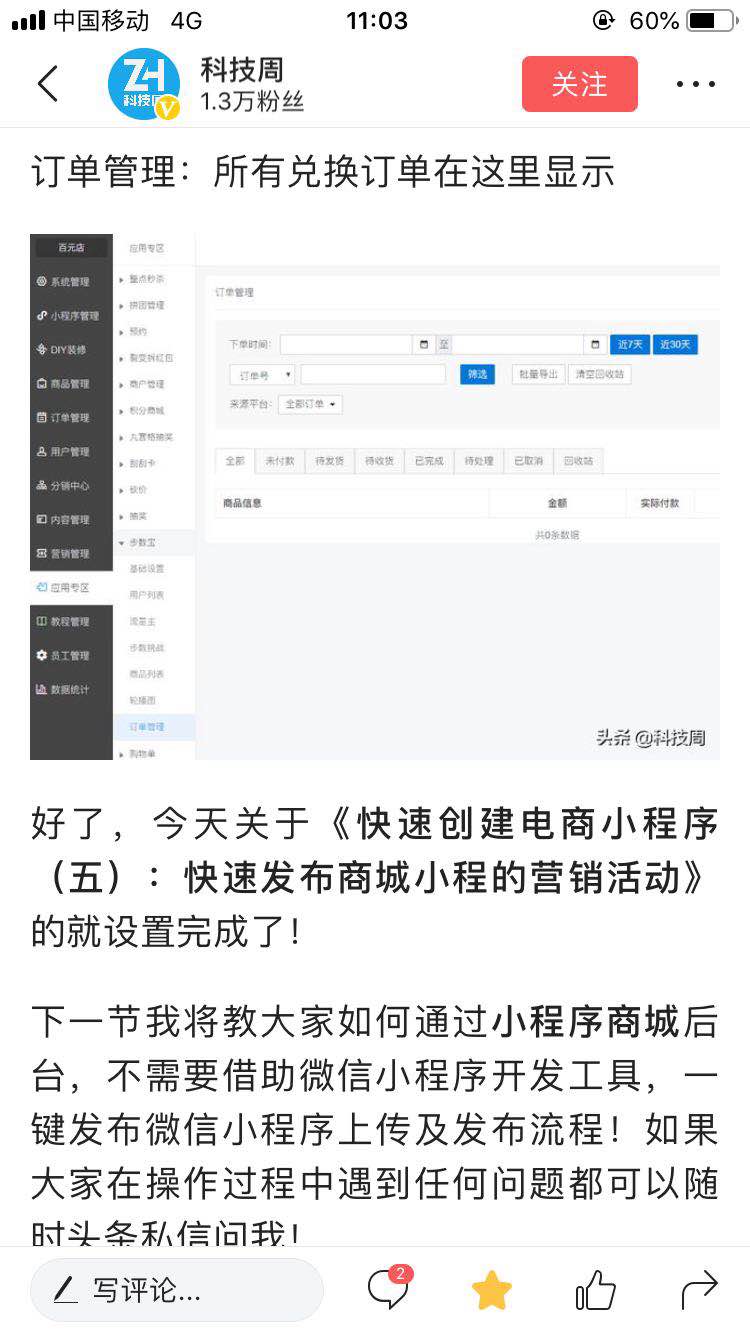 中国移动 4G 11:03 60%
ZH
科技周
V
科技周
1.3万粉丝
关注
订单管理：所有兑换订单在这里显示
百元店
系统管理
小程序管理
DIY装修
商品管理
订单管理
用户管理
分销中心
内容管理
营销管理
应用专区
教程管理
员工管理
数据统计
应用专区
整点秒杀
拼团管理
预约
裂变拆红包
商户管理
积分商城
九宫格抽奖
刮刮卡
砍价
抽奖
步数宝
基础设置
用户列表
流量主
步数挑战
商品列表
轮播图
订单管理
购物单
订单管理
下单时间： 至 近7天 近30天
订单号 筛选 批量导出 清空回收站
来源平台： 全部订单
全部 未付款 待发货 待收货 已完成 待处理 已取消 回收站
商品信息 金额 实际付款
共0条数据
头条 @科技周
好了，今天关于《快速创建电商小程序
（五）：快速发布商城小程的营销活动》
的就设置完成了！
下一节我将教大家如何通过小程序商城后
台，不需要借助微信小程序开发工具，一
键发布微信小程序上传及发布流程！如果
大家在操作过程中遇到任何问题都可以随
时头条私信问我！
写评论... 2